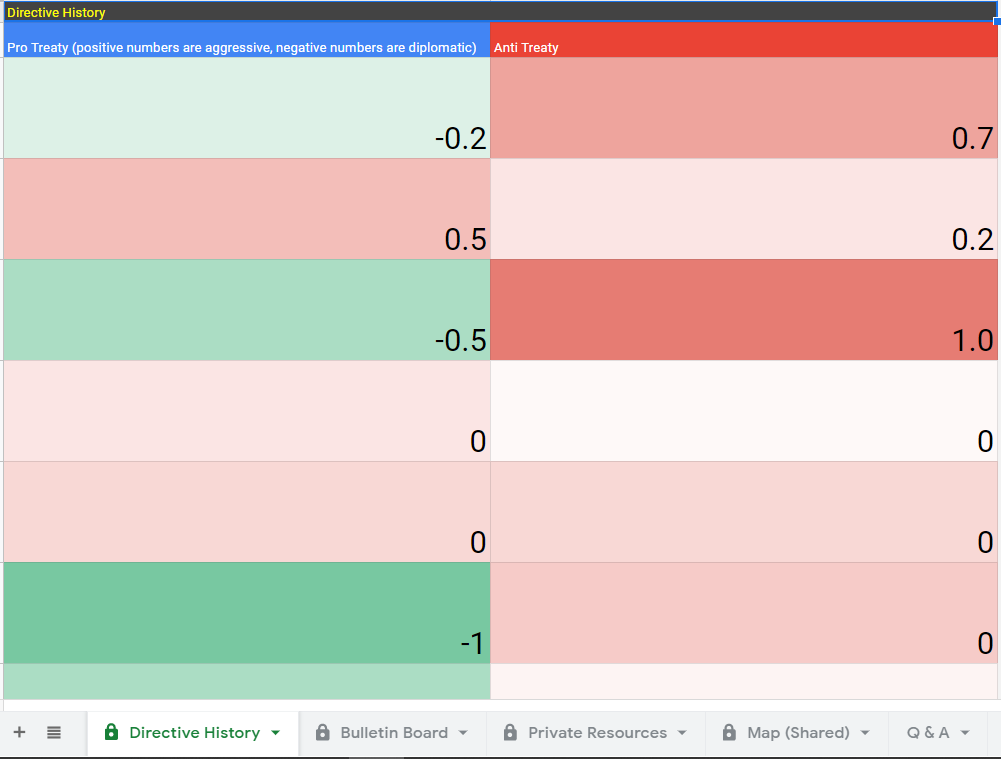 Directive History
Pro Treaty (positive numbers are aggressive, negative numbers are diplomatic) Anti Treaty
-0.2 0.7
0.5 0.2
-0.5 1.0
0 0
0 0
-1 0
Directive History Bulletin Board Private Resources Map (Shared) Q & A